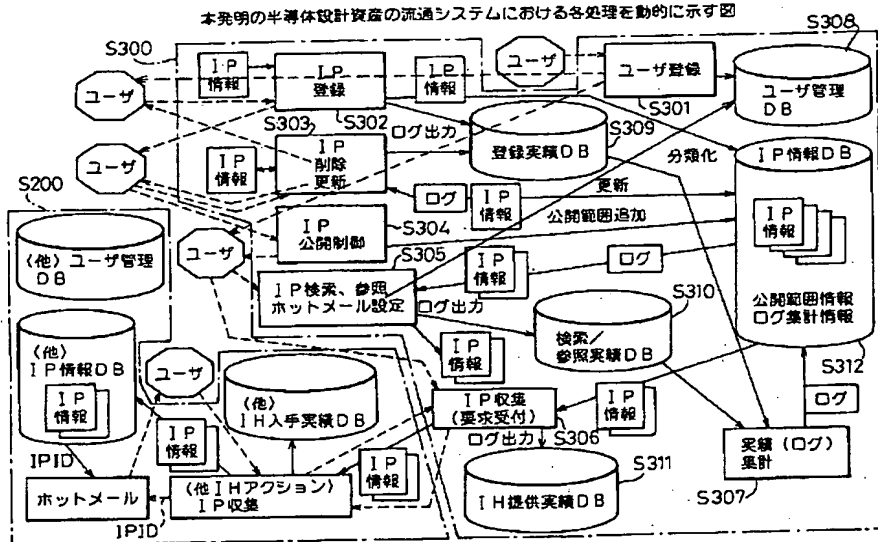 本発明の半導体設計資産の流通システムにおける各処理を動的に示す図
S300
S308
ユーザ
IP
情報
IP
登録
IP
情報
ユーザ
ユーザ登録
ユーザ管理
DB
S301
S303
S302
ログ出力
S309
登録実績DB
分類化
IP情報DB
ユーザ
IP
情報
IP
削除
更新
更新
ログ
IP
情報
公開範囲追加
S200
(他)ユーザ管理
DB
ユーザ
IP
公開制御
S304
S305
IP
情報
IP
情報
ログ
IP検索、参照
ホットメール設定
ログ出力
S310
検索/
参照実績DB
公開範囲情報
ログ集計情報
S312
(他)
IP情報DB
IP
情報
ユーザ
(他)
IH入手実績DB
IP
情報
IP収集
(要求受付)
IP
情報
ログ
ログ出力
S306
IP
情報
IPID
ホットメール
(他IHアクション)
IP収集
IP
情報
S311
IH提供実績DB
実績(ログ)
集計
S307
IPID